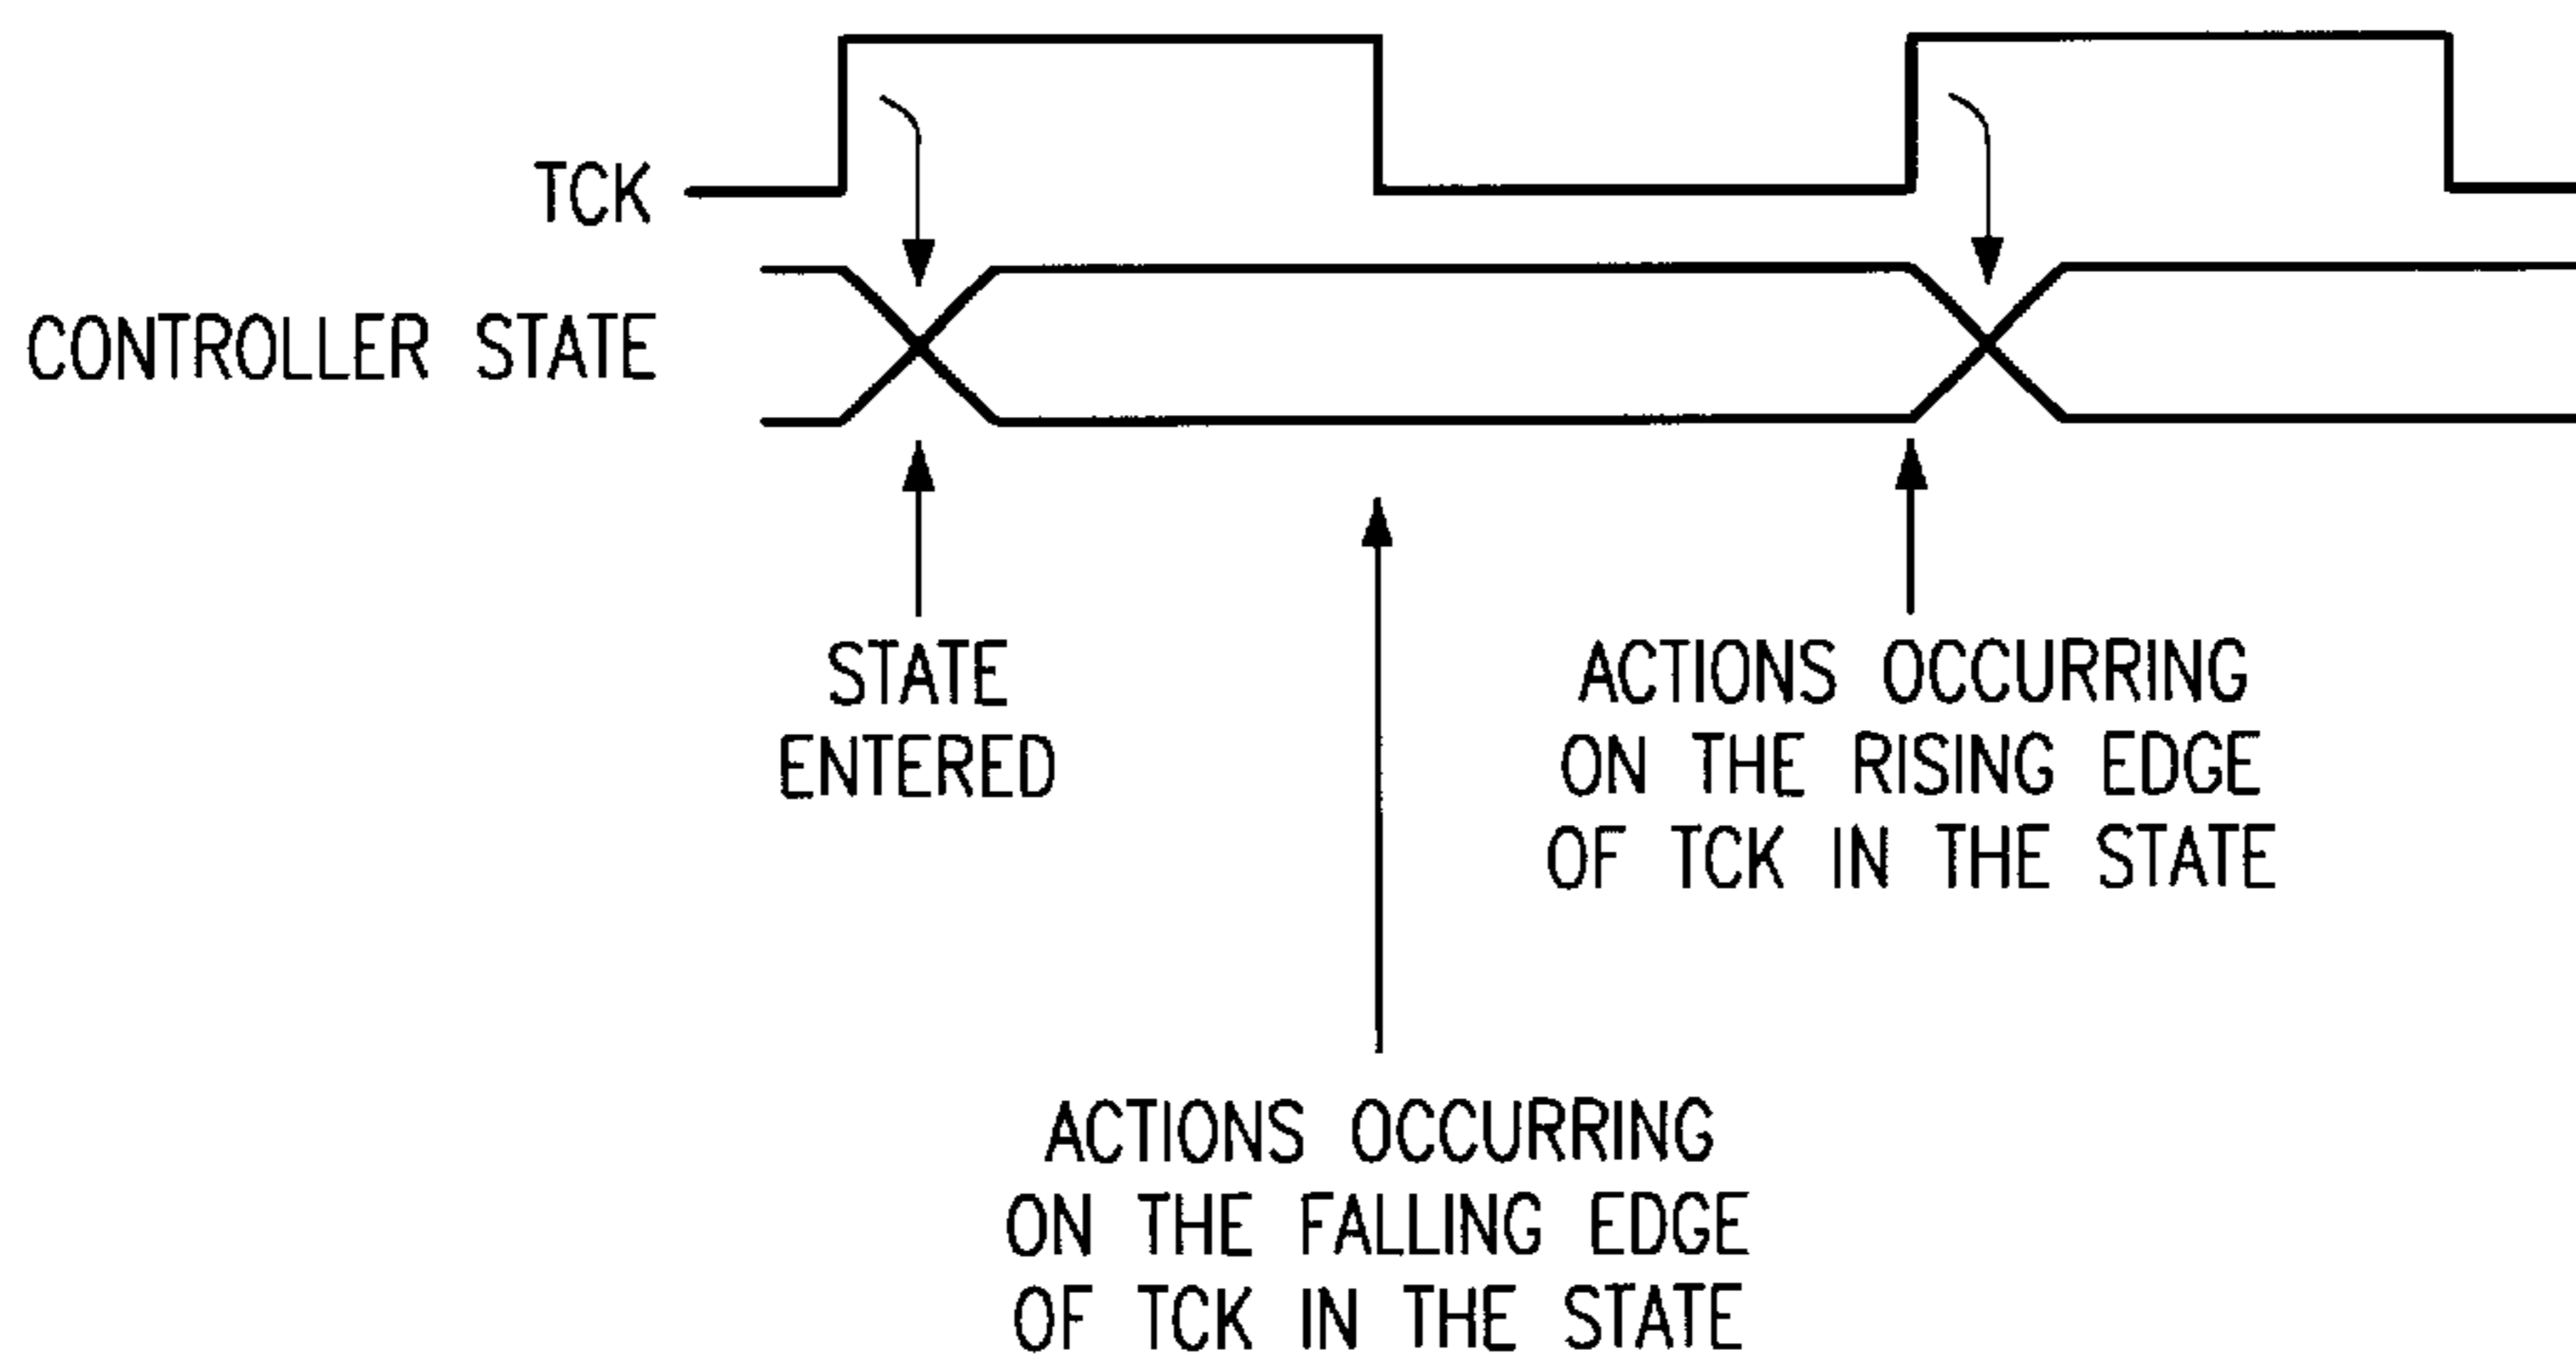 TCK
CONTROLLER STATE
STATE
ENTERED
ACTIONS OCCURRING
ON THE RISING EDGE
OF TCK IN THE STATE
ACTIONS OCCURRING
ON THE FALLING EDGE
OF TCK IN THE STATE